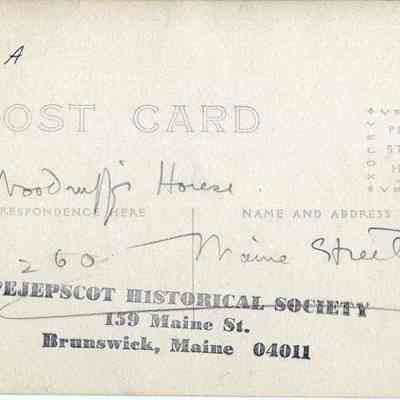 A
POST CARD
Woodruff's House.
CORRESPONDENCE HERE
NAME AND ADDRESS
260 Maine Street
PEJEPSCOT HISTORICAL SOCIETY
159 Maine St.
Brunswick, Maine 04011